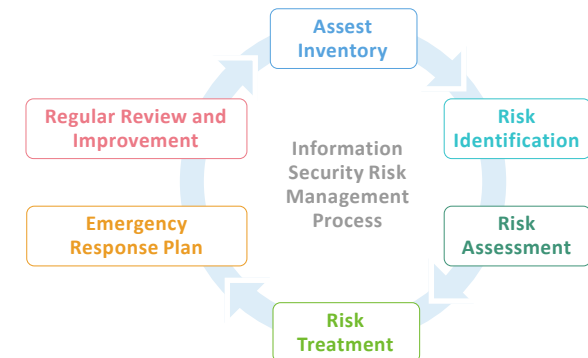 Assest
Inventory
Risk
Identification
Risk
Assessment
Risk
Treatment
Emergency
Response Plan
Regular Review and
Improvement
Information
Security Risk
Management
Process